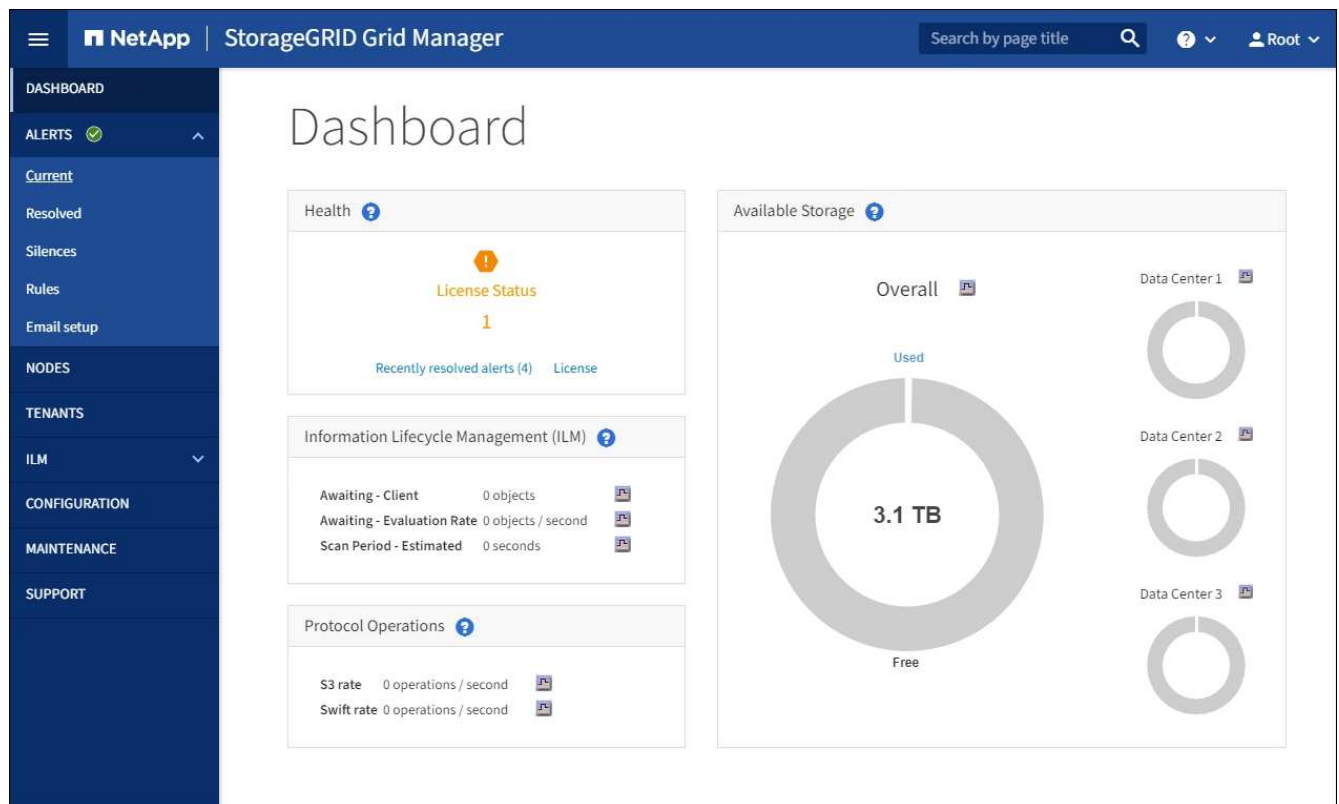 NetApp | StorageGRID Grid Manager
Search by page title
Root
DASHBOARD
ALERTS
Current
Resolved
Silences
Rules
Email setup
NODES
TENANTS
ILM
CONFIGURATION
MAINTENANCE
SUPPORT
Dashboard
Health
License Status
1
Recently resolved alerts (4) License
Information Lifecycle Management (ILM)
Awaiting - Client 0 objects
Awaiting - Evaluation Rate 0 objects / second
Scan Period - Estimated 0 seconds
Protocol Operations
S3 rate 0 operations / second
Swift rate 0 operations / second
Available Storage
Overall
Used
3.1 TB
Free
Data Center 1
Data Center 2
Data Center 3